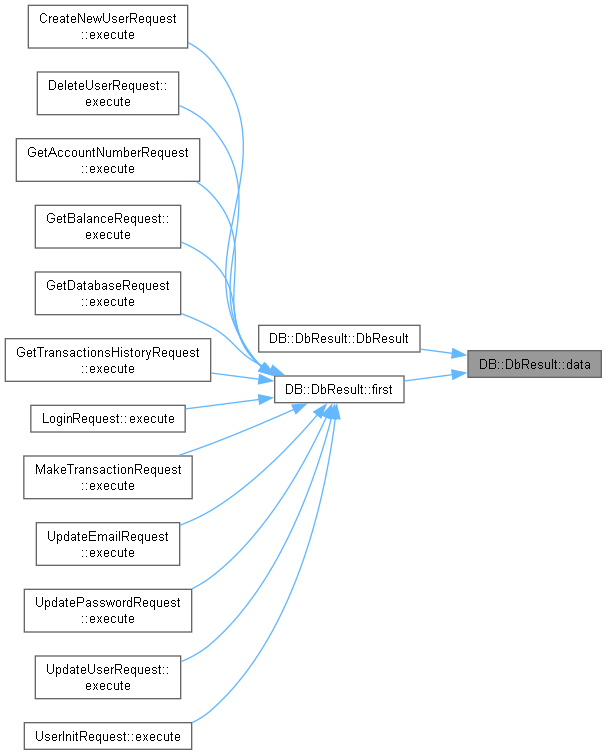 CreateNewUserRequest
::execute
DeleteUserRequest::
execute
GetAccountNumberRequest
::execute
GetBalanceRequest::
execute
GetDatabaseRequest
::execute
GetTransactionsHistoryRequest
::execute
LoginRequest::execute
MakeTransactionRequest
::execute
UpdateEmailRequest
::execute
UpdatePasswordRequest
::execute
UpdateUserRequest::
execute
UserInitRequest::execute
DB::DbResult::DbResult
DB::DbResult::first
DB::DbResult::data